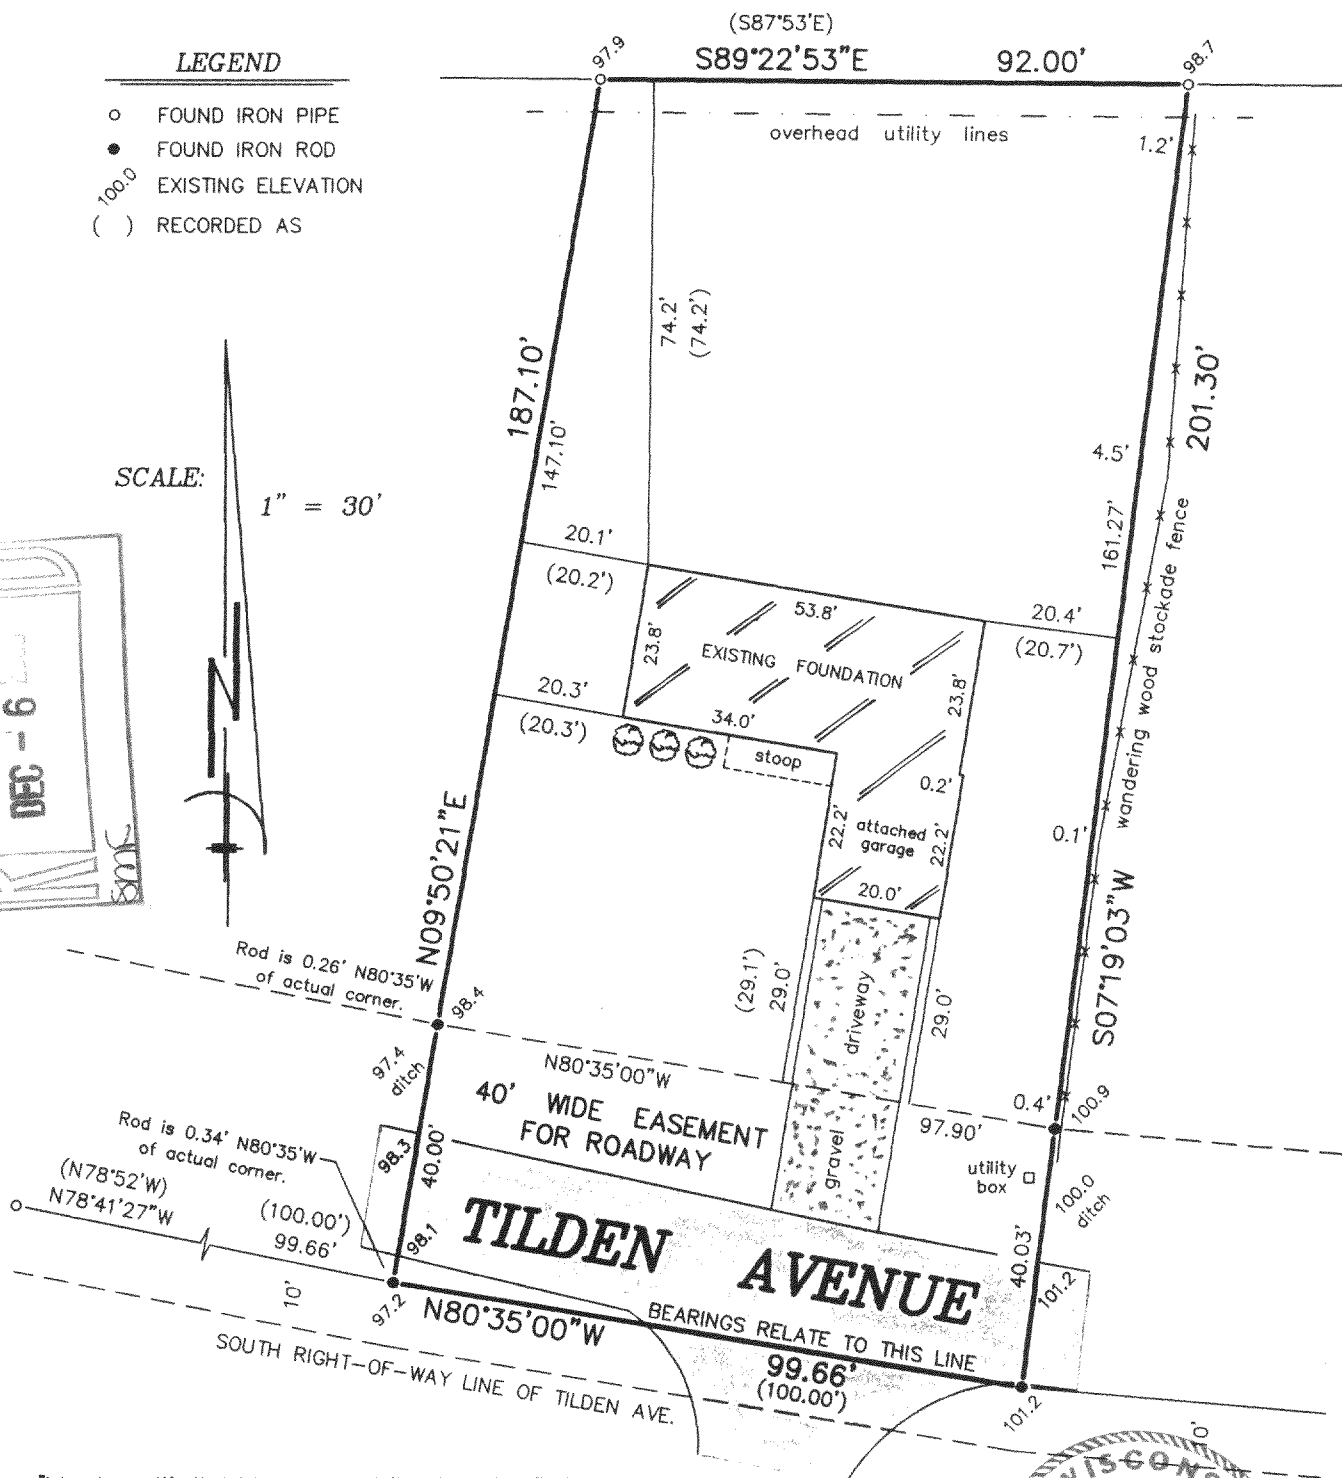 (S87°53'E)
S89°22'53"E 92.00'
97.9
98.7
LEGEND
FOUND IRON PIPE
FOUND IRON ROD
100.0 EXISTING ELEVATION
( ) RECORDED AS
overhead utility lines
1.2'
74.2'
(74.2')
187.10'
147.10'
201.30'
4.5'
161.27'
SCALE:
1" = 30'
N
20.1'
(20.2')
53.8'
20.4'
(20.7')
23.8'
EXISTING FOUNDATION
23.8'
wandering wood stockade fence
20.3'
(20.3')
34.0'
stoop
0.2'
22.2'
attached
garage
22.2'
0.1'
20.0'
DEC - 6
SMK
N09°50'21"E
S07°19'03"W
Rod is 0.26' N80°35'W
of actual corner.
98.4
(29.1')
29.0'
gravel driveway
29.0'
97.4
ditch
N80°35'00"W
40' WIDE EASEMENT
FOR ROADWAY
97.90'
0.4'
100.9
utility
box
100.0
ditch
Rod is 0.34' N80°35'W
of actual corner.
(N78°52'W)
N78°41'27"W
(100.00')
99.66'
98.3
40.00'
98.1
TILDEN AVENUE
40.03'
101.2
10'
97.2
N80°35'00"W
BEARINGS RELATE TO THIS LINE
99.66'
(100.00')
101.2
SOUTH RIGHT-OF-WAY LINE OF TILDEN AVE.
WISCONS